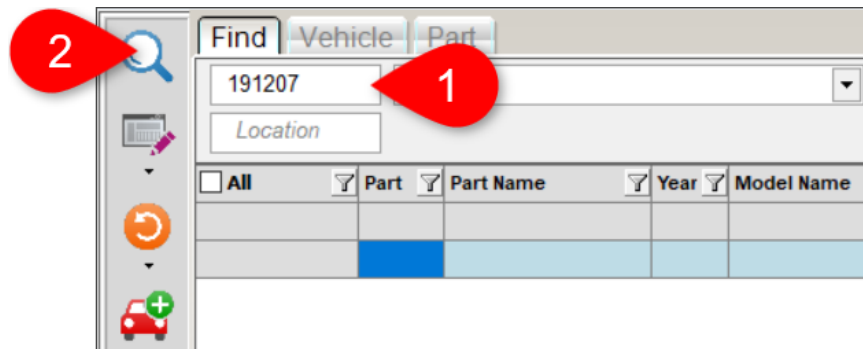 2
Find Vehicle Part
191207
1
Location
All Part Part Name Year Model Name